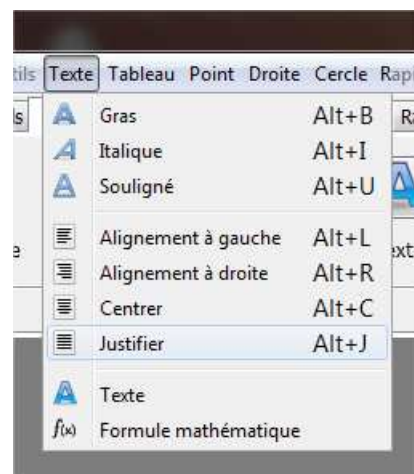 Texte Tableau Point Droite Cercle
Gras Alt+B
Italique Alt+I
Souligné Alt+U
Alignement à gauche Alt+L
Alignement à droite Alt+R
Centrer Alt+C
Justifier Alt+J
Texte
f(x) Formule mathématique